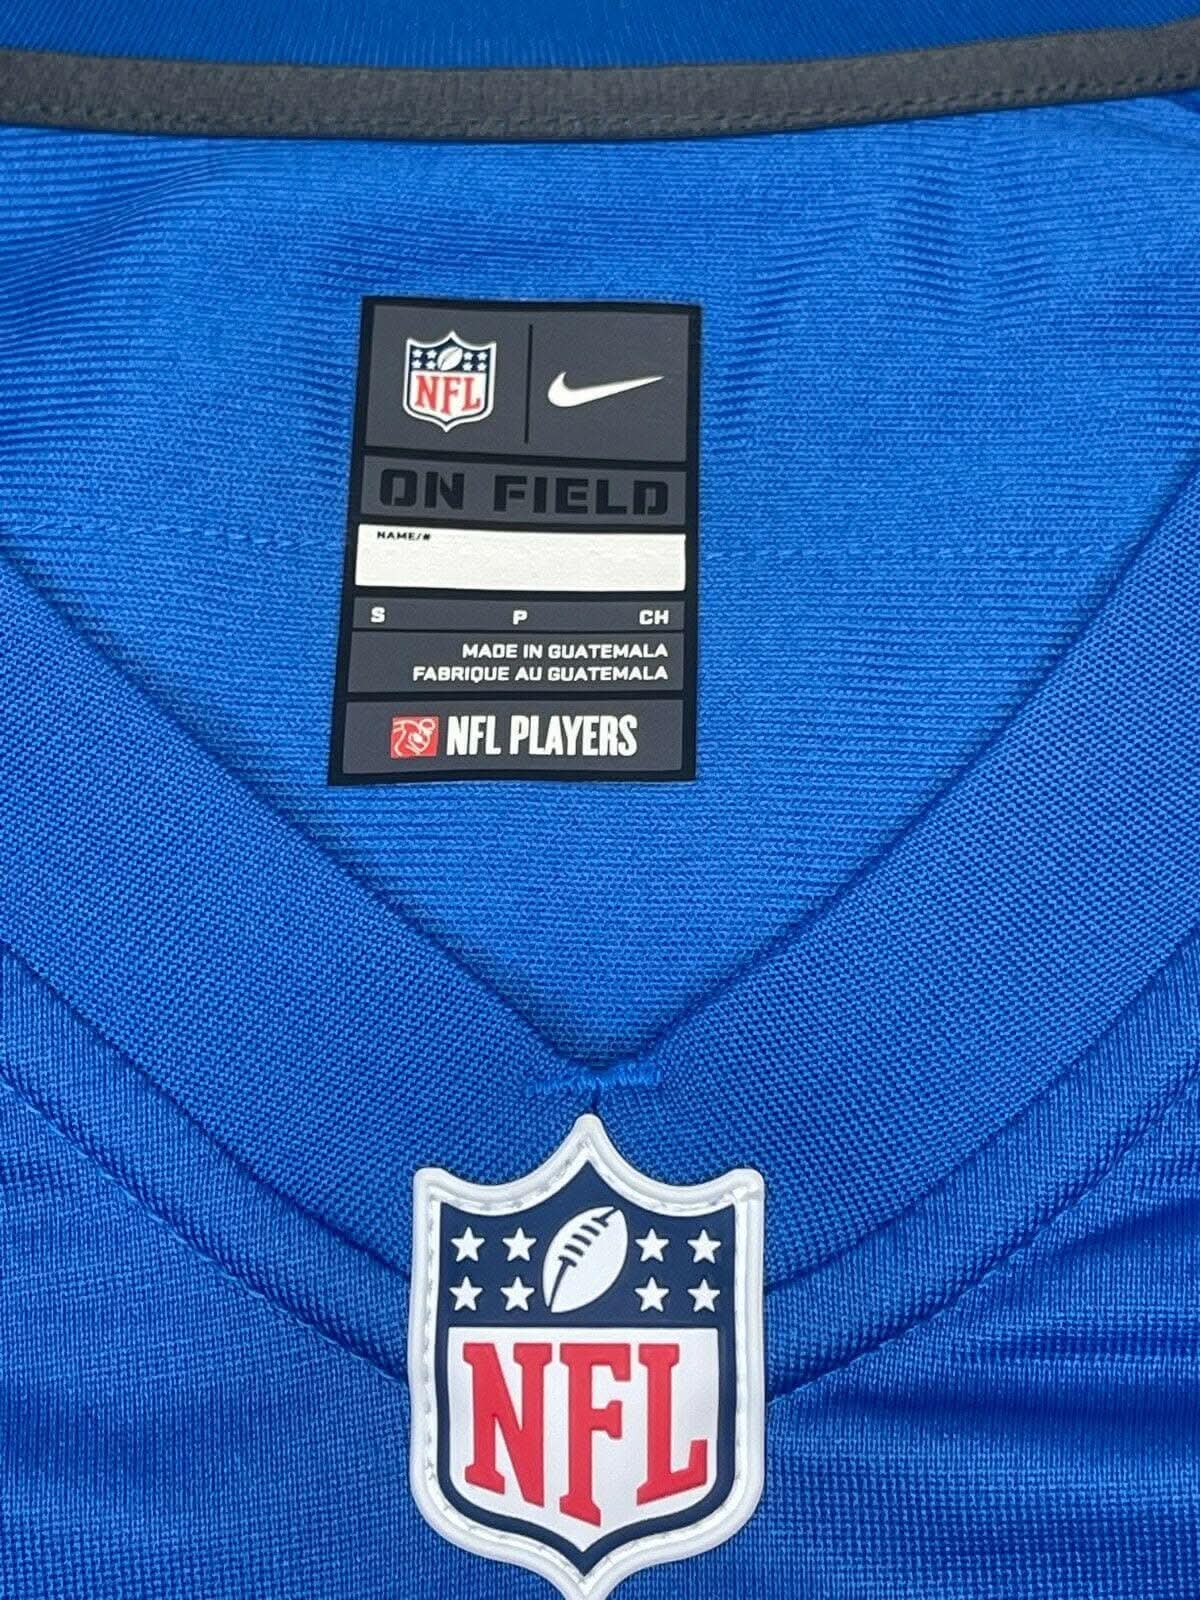 NFL
ON FIELD
NAME/#
S P CH
MADE IN GUATEMALA
FABRIQUE AU GUATEMALA
NFL PLAYERS
NFL